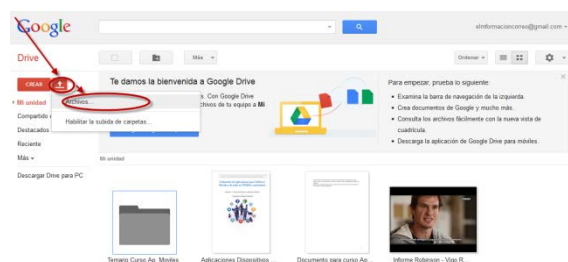 Google
elinformacioncorreo@gmail.com
Drive
Más
Ordenar
CREAR
Te damos la bienvenida a Google Drive
Para empezar, prueba lo siguiente:
Mi unidad
Archivos...
s. Con Google Drive
chivos de tu equipo a Mi
• Examina la barra de navegación de la izquierda.
• Crea documentos de Google y mucho más.
Compartido
Habilitar la subida de carpetas...
• Consulta los archivos fácilmente con la nueva vista de
cuadrícula.
Destacados
Reciente
• Descarga la aplicación de Google Drive para móviles.
Más
Mi unidad
Descargar Drive para PC
Temario Curso Ap. Moviles
Aplicaciones Dispositivos
Documento para curso Ap...
Informe Robinson - Vigo R...